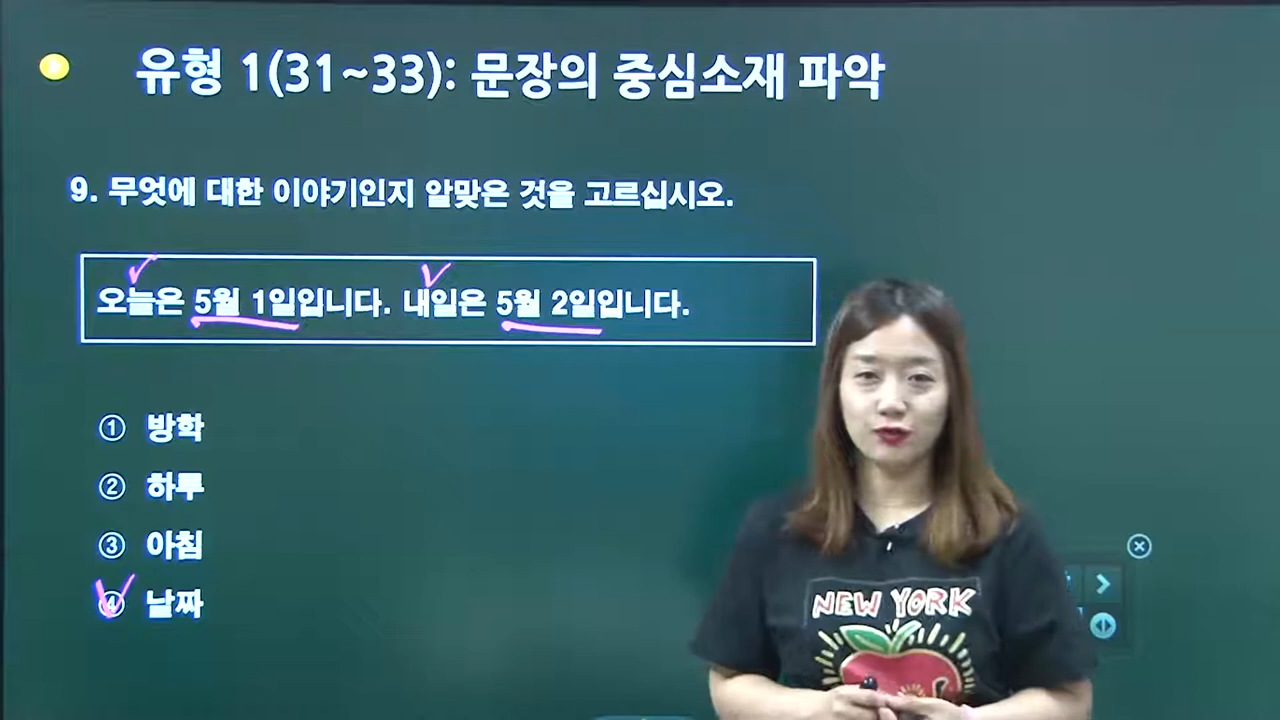 유형 1(31~33): 문장의 중심소재 파악
9. 무엇에 대한 이야기인지 알맞은 것을 고르십시오.
오늘은 5월 1일입니다. 내일은 5월 2일입니다.
① 방학
② 하루
③ 아침
④ 날짜
NEW YORK